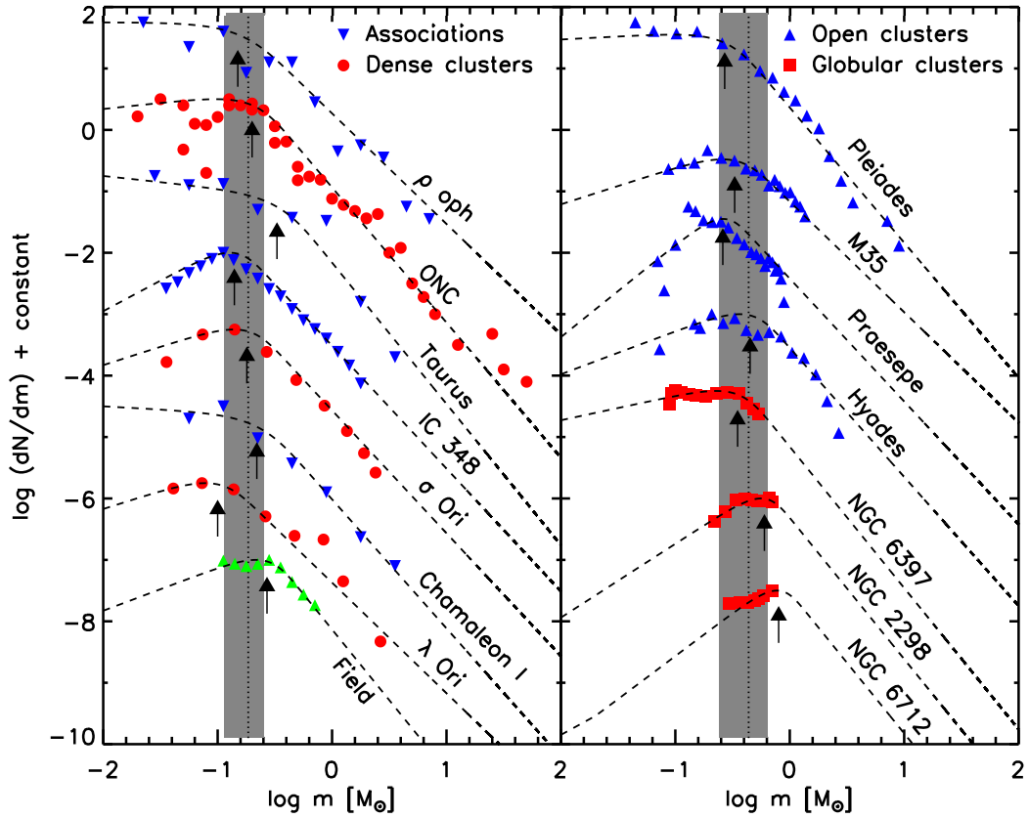 Associations
Dense clusters
Open clusters
Globular clusters
log (dN/dm) + constant
2
0
−2
−4
−6
−8
−10
ρ oph
ONC
Taurus
IC 348
σ Ori
Chamaleon I
λ Ori
Field
Pleiades
M35
Praesepe
Hyades
NGC 6397
NGC 2298
NGC 6712
−2 −1 0 1 2
−1 0 1 2
log m [M⊙]
log m [M⊙]